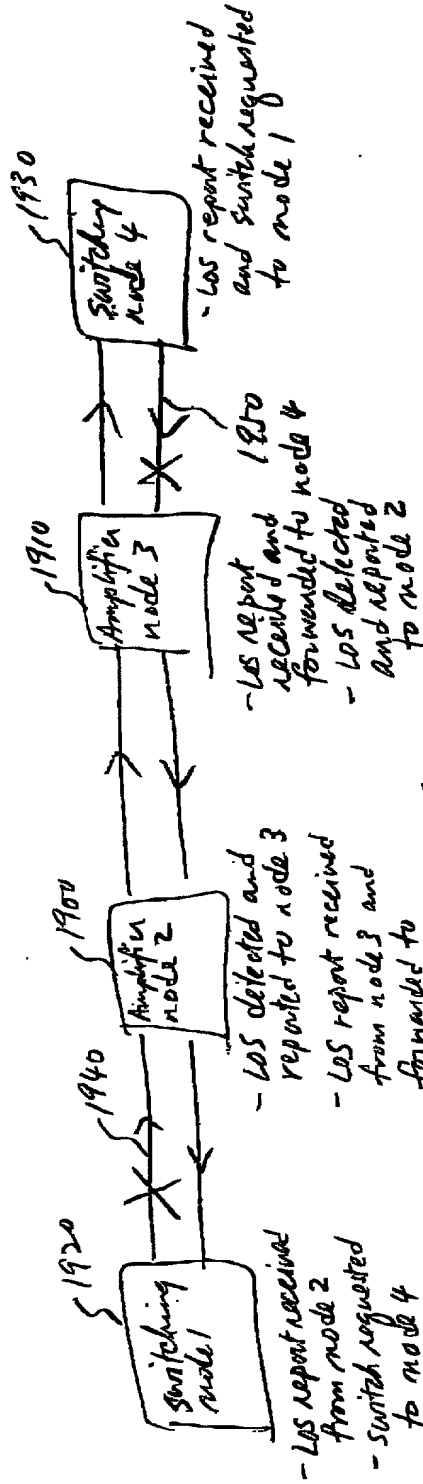 1920
Switching
node 1
- LOS report received
from node 2
- Switch requested
to node 4
1940
1900
Amplifier
node 2
- LOS detected and
reported to node 3
- LOS report received
from node 3 and
forwarded to
1910
Amplifier
node 3
- LOS report
received and
forwarded to node 4
- LOS detected
and reported
to node 2
1950
1930
Switching
node 4
- LOS report received
and switch requested
to node 1